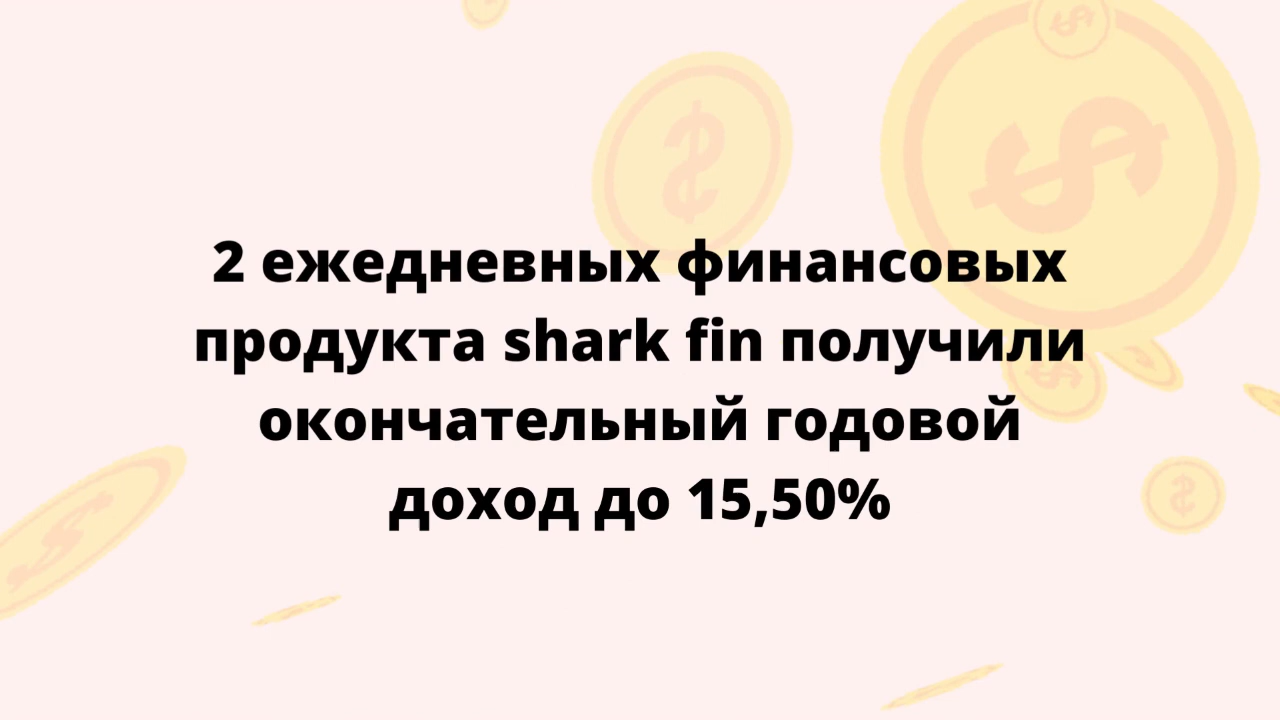 2 ежедневных финансовых
продукта shark fin получили
окончательный годовой
доход до 15,50%